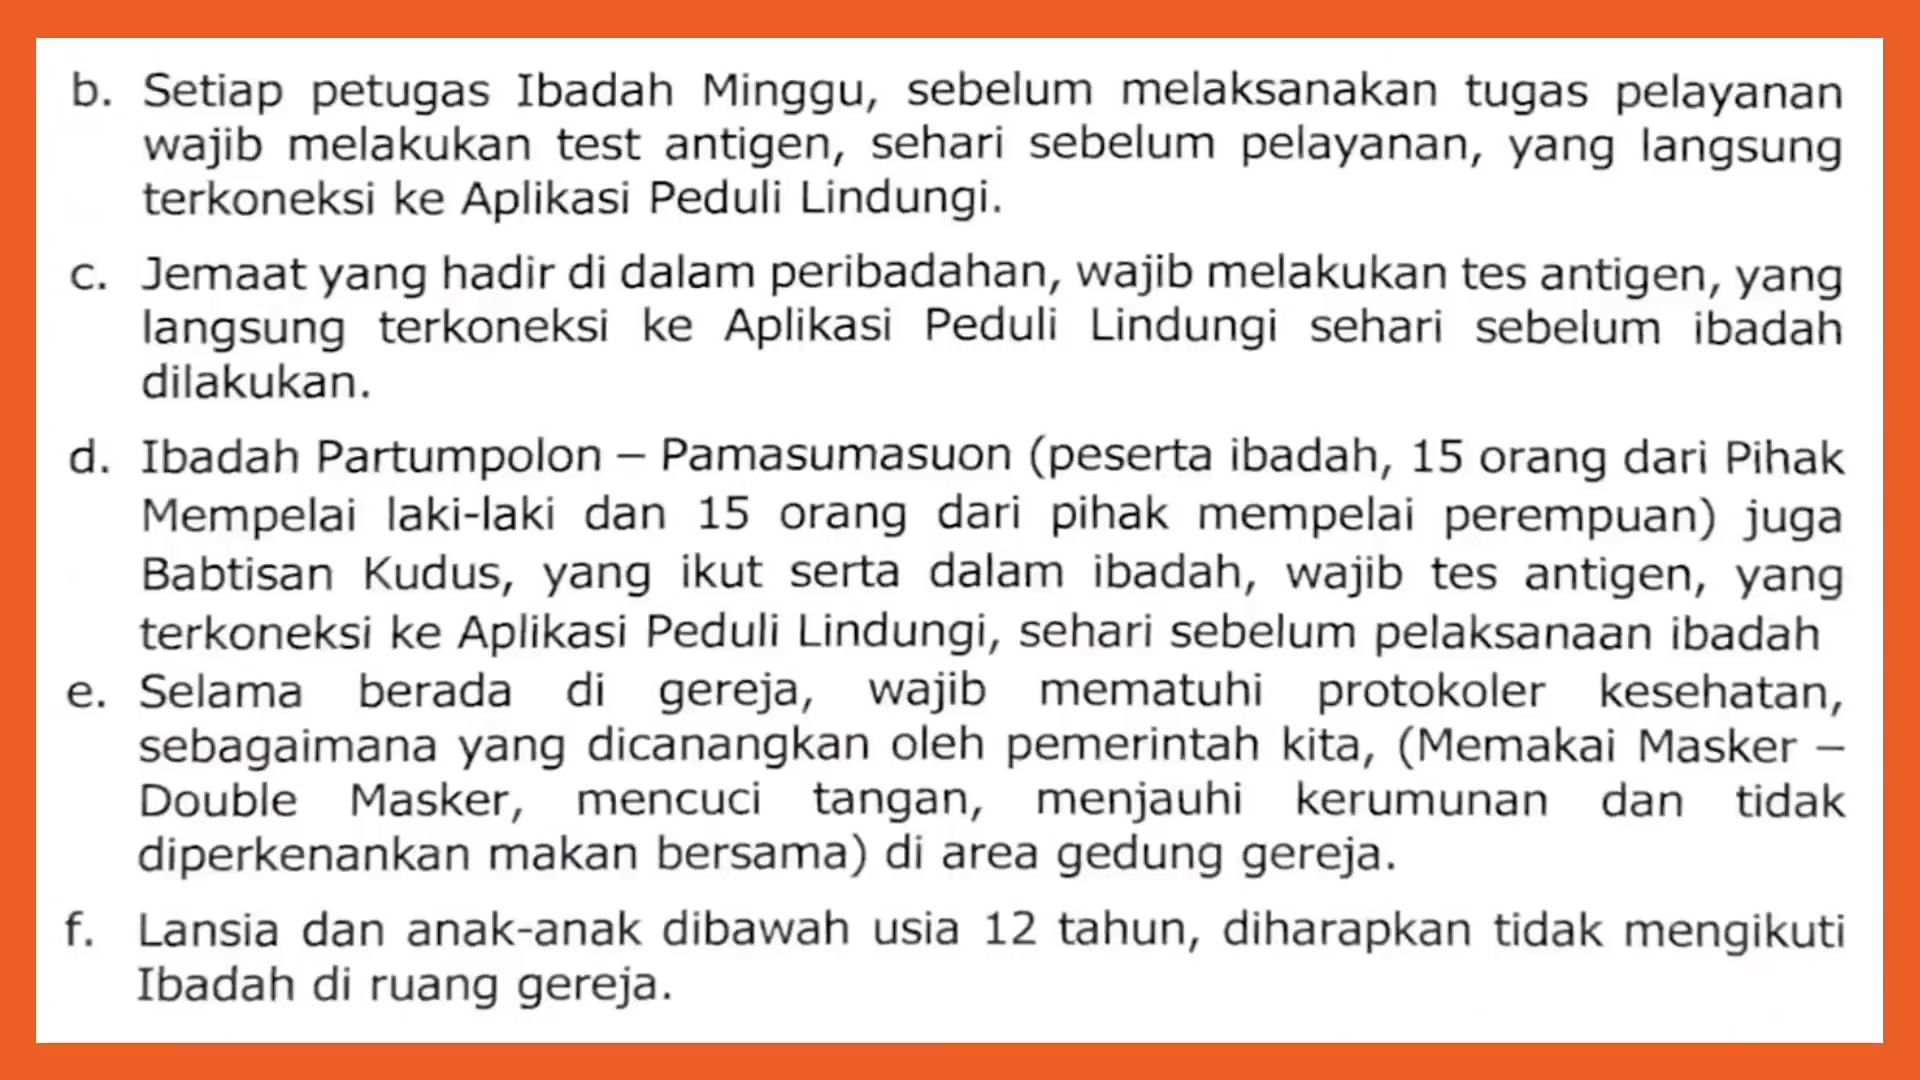 b. Setiap petugas Ibadah Minggu, sebelum melaksanakan tugas pelayanan
wajib melakukan test antigen, sehari sebelum pelayanan, yang langsung
terkoneksi ke Aplikasi Peduli Lindungi.
c. Jemaat yang hadir di dalam peribadahan, wajib melakukan tes antigen, yang
langsung terkoneksi ke Aplikasi Peduli Lindungi sehari sebelum ibadah
dilakukan.
d. Ibadah Partumpolon – Pamasumasuon (peserta ibadah, 15 orang dari Pihak
Mempelai laki-laki dan 15 orang dari pihak mempelai perempuan) juga
Babtisan Kudus, yang ikut serta dalam ibadah, wajib tes antigen, yang
terkoneksi ke Aplikasi Peduli Lindungi, sehari sebelum pelaksanaan ibadah
e. Selama berada di gereja, wajib mematuhi protokoler kesehatan,
sebagaimana yang dicanangkan oleh pemerintah kita, (Memakai Masker –
Double Masker, mencuci tangan, menjauhi kerumunan dan tidak
diperkenankan makan bersama) di area gedung gereja.
f. Lansia dan anak-anak dibawah usia 12 tahun, diharapkan tidak mengikuti
Ibadah di ruang gereja.